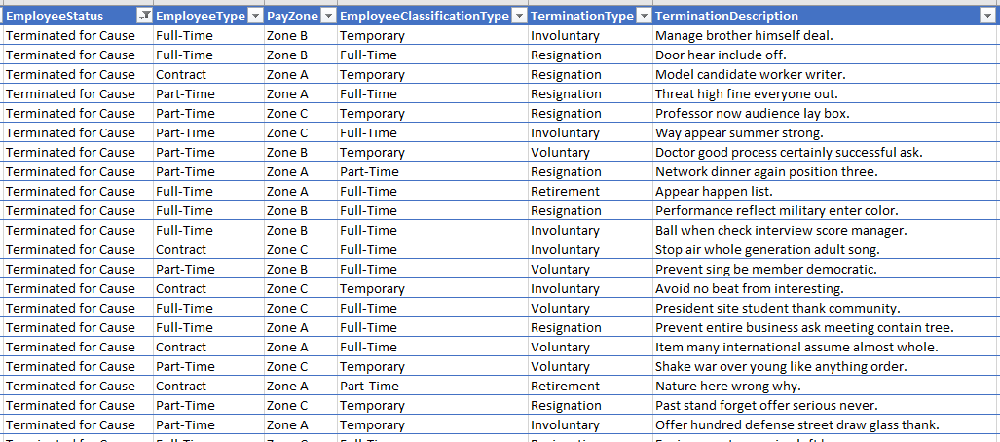 EmployeeStatus EmployeeType PayZone EmployeeClassificationType TerminationType TerminationDescription
Terminated for Cause Full-Time Zone B Temporary Involuntary Manage brother himself deal.
Terminated for Cause Full-Time Zone B Full-Time Resignation Door hear include off.
Terminated for Cause Contract Zone A Temporary Resignation Model candidate worker writer.
Terminated for Cause Part-Time Zone A Full-Time Resignation Threat high fine everyone out.
Terminated for Cause Part-Time Zone C Temporary Resignation Professor now audience lay box.
Terminated for Cause Part-Time Zone C Full-Time Involuntary Way appear summer strong.
Terminated for Cause Part-Time Zone B Temporary Voluntary Doctor good process certainly successful ask.
Terminated for Cause Part-Time Zone A Part-Time Resignation Network dinner again position three.
Terminated for Cause Full-Time Zone A Full-Time Retirement Appear happen list.
Terminated for Cause Full-Time Zone B Full-Time Resignation Performance reflect military enter color.
Terminated for Cause Full-Time Zone B Full-Time Involuntary Ball when check interview score manager.
Terminated for Cause Contract Zone C Full-Time Involuntary Stop air whole generation adult song.
Terminated for Cause Part-Time Zone B Full-Time Voluntary Prevent sing be member democratic.
Terminated for Cause Contract Zone C Temporary Involuntary Avoid no beat from interesting.
Terminated for Cause Full-Time Zone C Full-Time Voluntary President site student thank community.
Terminated for Cause Full-Time Zone A Full-Time Resignation Prevent entire business ask meeting contain tree.
Terminated for Cause Contract Zone A Full-Time Voluntary Item many international assume almost whole.
Terminated for Cause Part-Time Zone C Temporary Voluntary Shake war over young like anything order.
Terminated for Cause Contract Zone A Part-Time Retirement Nature here wrong why.
Terminated for Cause Part-Time Zone C Temporary Resignation Past stand forget offer serious never.
Terminated for Cause Part-Time Zone A Temporary Involuntary Offer hundred defense street draw glass thank.